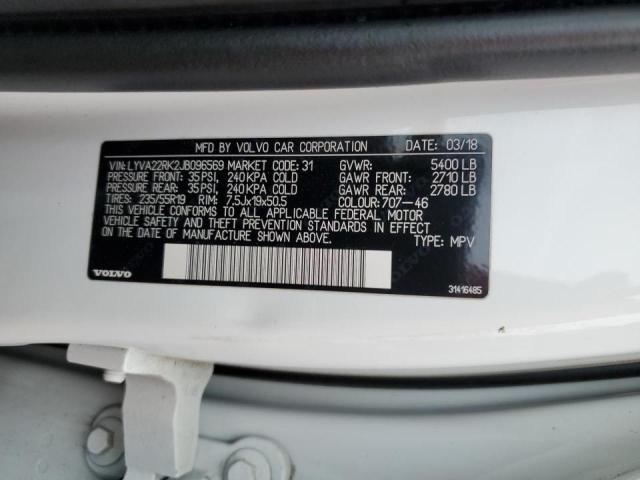 MFD BY VOLVO CAR CORPORATION DATE: 03/18
VIN: LYVA22RK2JB096569 MARKET CODE: 31 GVWR: 5400 LB
PRESSURE FRONT: 35 PSI, 240 KPA COLD GAWR FRONT: 2710 LB
PRESSURE REAR: 35 PSI, 240 KPA COLD GAWR REAR: 2780 LB
TIRES: 235/55R19 RIM: 7.5Jx19x50.5 COLOUR: 707-46
THIS VEHICLE CONFORMS TO ALL APPLICABLE FEDERAL MOTOR
VEHICLE SAFETY AND THEFT PREVENTION STANDARDS IN EFFECT
ON THE DATE OF MANUFACTURE SHOWN ABOVE. TYPE: MPV
VOLVO
31416485